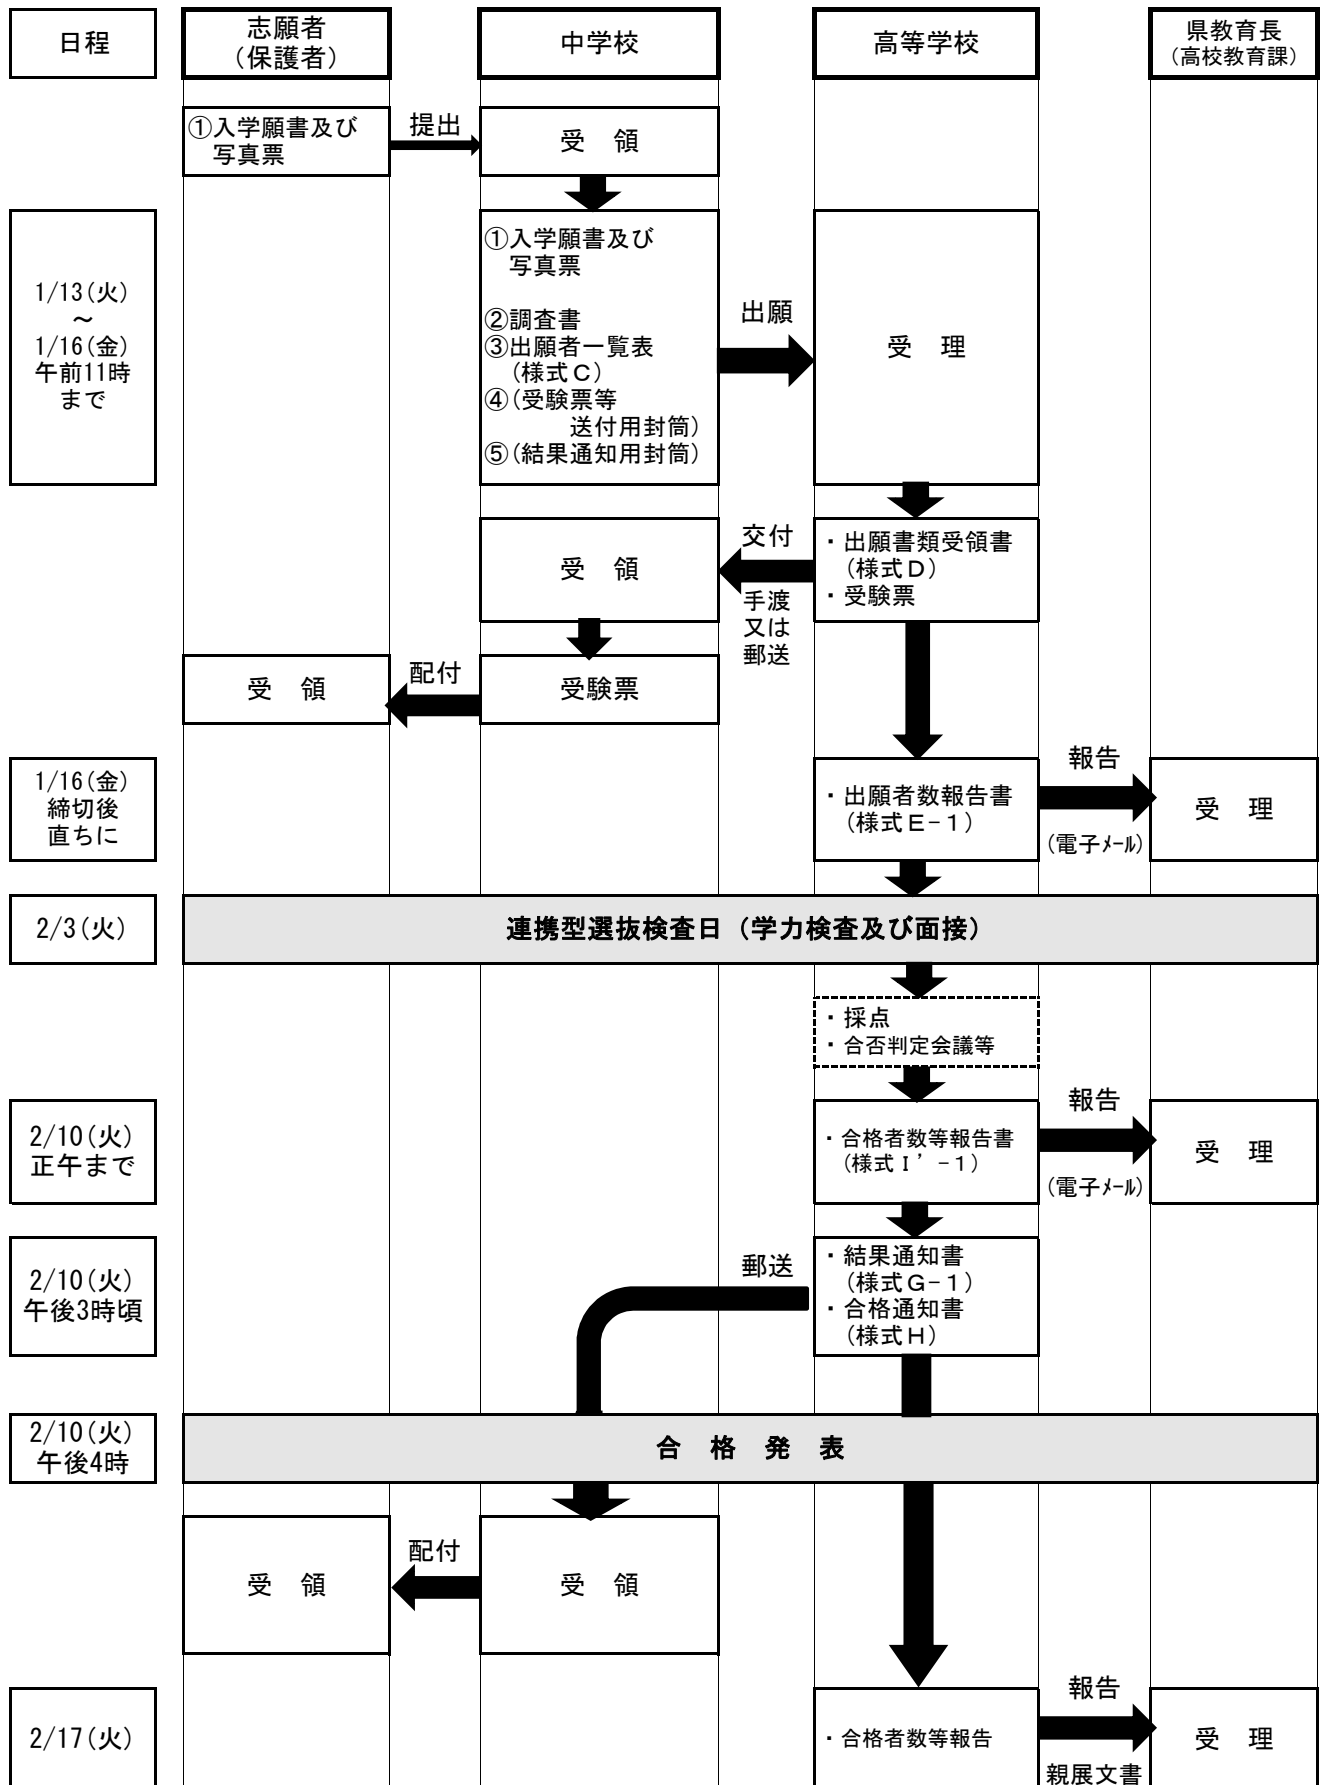 日程
志願者
（保護者）
中学校
高等学校
県教育長
（高校教育課）
①入学願書及び
写真票
提出
受　領
1/13(火)
～
1/16(金)
午前11時
まで
①入学願書及び
写真票
②調査書
③出願者一覧表
(様式Ｃ)
④(受験票等
送付用封筒)
⑤(結果通知用封筒)
出願
受　理
受　領
交付
手渡
又は
郵送
・出願書類受領書
(様式Ｄ)
・受験票
受　領
配付
受験票
1/16(金)
締切後
直ちに
・出願者数報告書
(様式Ｅ-１)
報告
(電子ﾒｰﾙ)
受　理
2/3(火)
連携型選抜検査日（学力検査及び面接）
・採点
・合否判定会議等
2/10(火)
正午まで
・合格者数等報告書
(様式Ｉ’-１)
報告
(電子ﾒｰﾙ)
受　理
2/10(火)
午後3時頃
郵送
・結果通知書
(様式Ｇ-１)
・合格通知書
(様式Ｈ)
2/10(火)
午後4時
合　格　発　表
受　領
配付
受　領
2/17(火)
・合格者数等報告
報告
親展文書
受　理